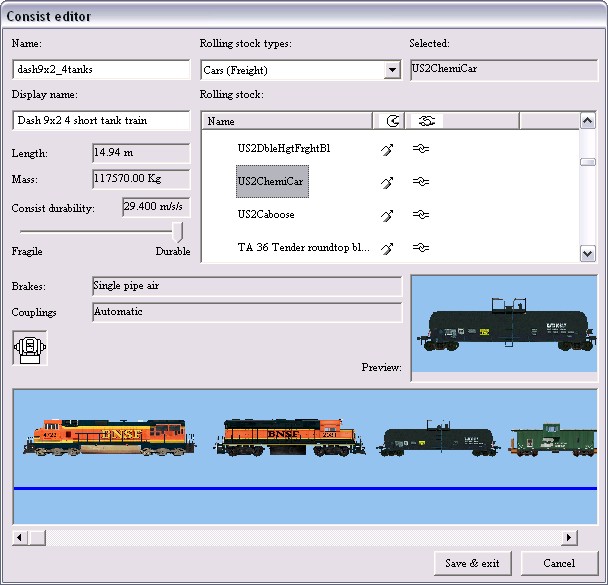 Consist editor
Name:
Rolling stock types:
Selected:
dash9x2_4tanks
Cars (Freight)
US2ChemiCar
Display name:
Rolling stock:
Dash 9x2 4 short tank train
Name
US2DbleHgtFrghtBl
Length:
14.94 m
Mass:
117570.00 Kg
US2ChemiCar
Consist durability:
29.400 m/s/s
US2Caboose
Fragile
Durable
TA 36 Tender roundtop bl...
Brakes:
Single pipe air
Couplings
Automatic
Preview:
4723
BNSF
BNSF
Save & exit
Cancel